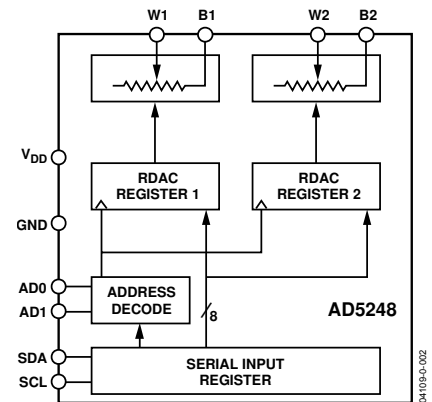 W1 B1 W2 B2
VDD
RDAC
REGISTER 1
RDAC
REGISTER 2
GND
AD0
AD1
ADDRESS
DECODE
8
AD5248
SDA
SCL
SERIAL INPUT
REGISTER
04109-0-002